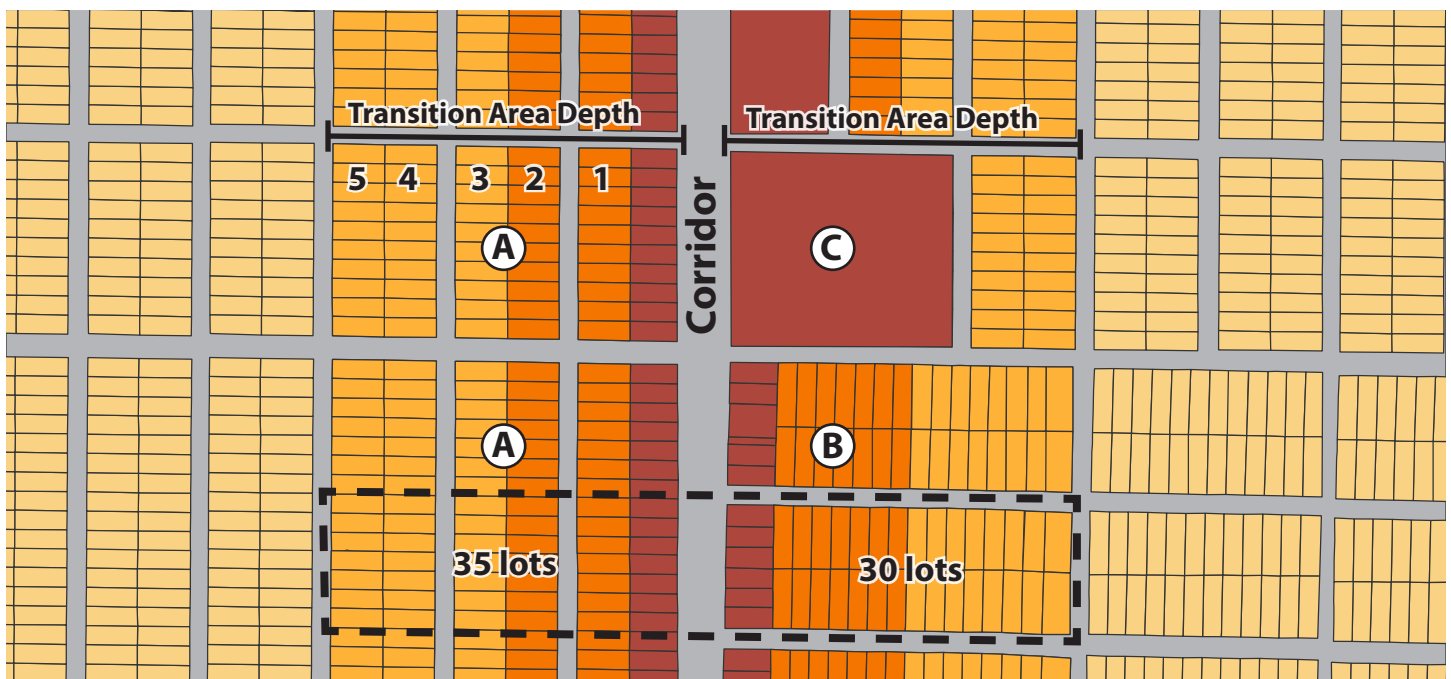 Transition Area Depth
Transition Area Depth
5 4 3 2 1
Corridor
A
C
A
B
35 lots
30 lots